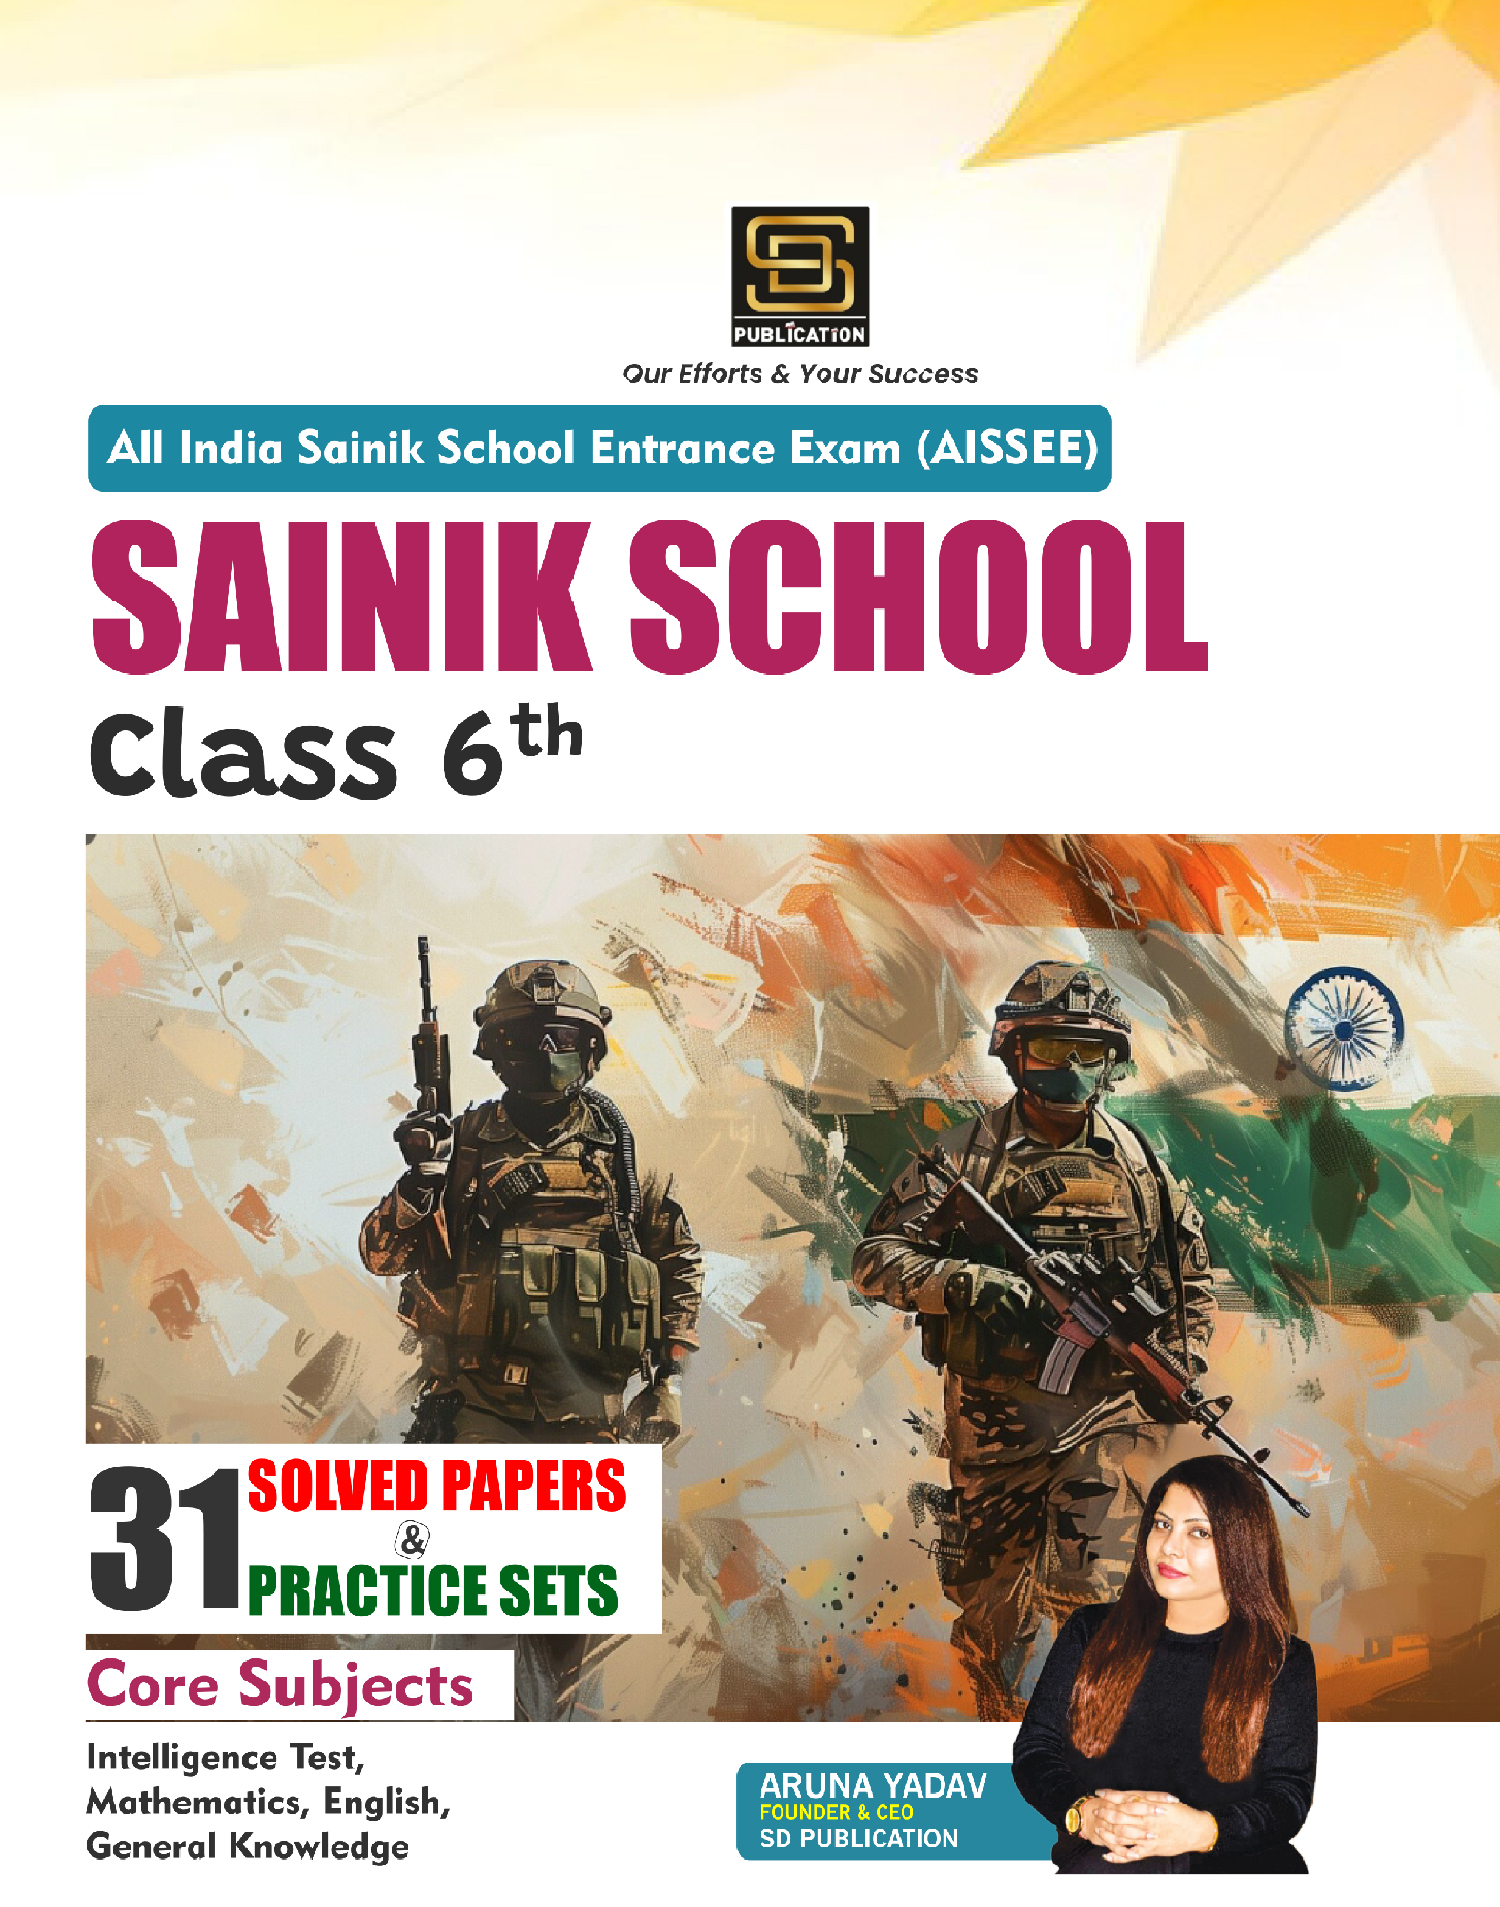 SD
PUBLICATION
Our Efforts & Your Success
All India Sainik School Entrance Exam (AISSEE)
SAINIK SCHOOL
Class 6th
31 SOLVED PAPERS
&
PRACTICE SETS
Core Subjects
Intelligence Test,
Mathematics, English,
General Knowledge
ARUNA YADAV
FOUNDER & CEO
SD PUBLICATION